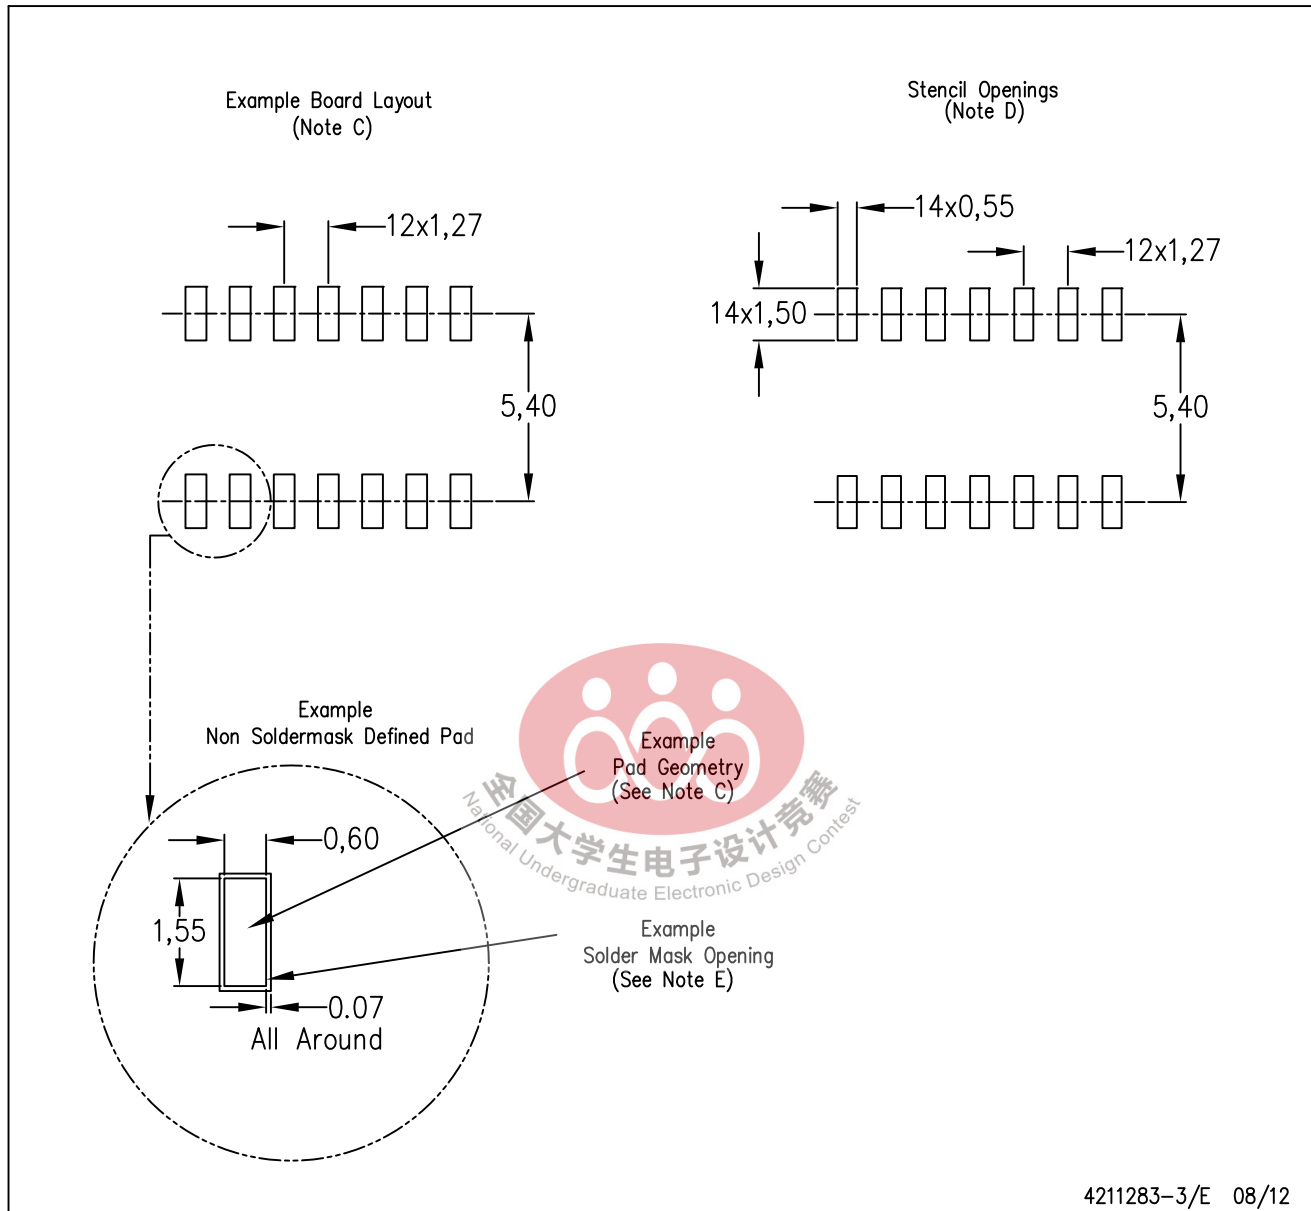 Example Board Layout
(Note C)
Stencil Openings
(Note D)
12x1,27
5,40
14x0,55
12x1,27
14x1,50
5,40
Example
Non Soldermask Defined Pad
Example
Pad Geometry
(See Note C)
0,60
1,55
0.07
All Around
Example
Solder Mask Opening
(See Note E)
全国大学生电子设计竞赛
National Undergraduate Electronic Design Contest
4211283-3/E 08/12